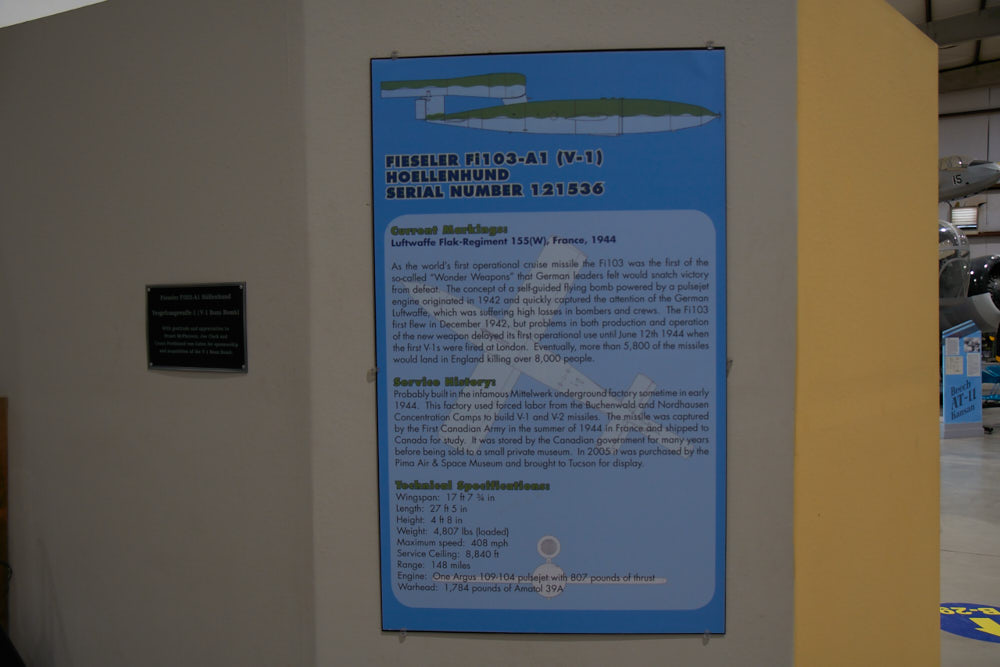 FIESELER Fi103-A1 (V-1)
HOELLENHUND
SERIAL NUMBER 121536
Current Markings:
Luftwaffe Flak-Regiment 155(W), France, 1944
As the world's first operational cruise missile the Fi103 was the first of the
so-called "Wonder Weapons" that German leaders felt would snatch victory
from defeat. The concept of a self-guided flying bomb powered by a pulsejet
engine originated in 1942 and quickly captured the attention of the German
Luftwaffe, which was suffering high losses in bombers and crews. The Fi103
first flew in December 1942, but problems in both production and operation
of the new weapon delayed its first operational use until June 12th 1944 when
the first V-1s were fired at London. Eventually, more than 5,800 of the missiles
would land in England killing over 8,000 people.
Service History:
Probably built in the infamous Mittelwerk underground factory sometime in early
1944. This factory used forced labor from the Buchenwald and Nordhausen
Concentration Camps to build V-1 and V-2 missiles. The missile was captured
by the First Canadian Army in the summer of 1944 in France and shipped to
Canada for study. It was stored by the Canadian government for many years
before being sold to a small private museum. In 2005 it was purchased by the
Pima Air & Space Museum and brought to Tucson for display.
Technical Specifications:
Wingspan: 17 ft 7 ¾ in
Length: 27 ft 5 in
Height: 4 ft 8 in
Weight: 4,807 lbs (loaded)
Maximum speed: 408 mph
Service Ceiling: 8,840 ft
Range: 148 miles
Engine: One Argus 109-104 pulsejet with 807 pounds of thrust
Warhead: 1,784 pounds of Amatol 39A
With gratitude and appreciation to
and acquisition of the V-1 Buzz Bomb
15
Beech
AT-11
Kansan
B-29